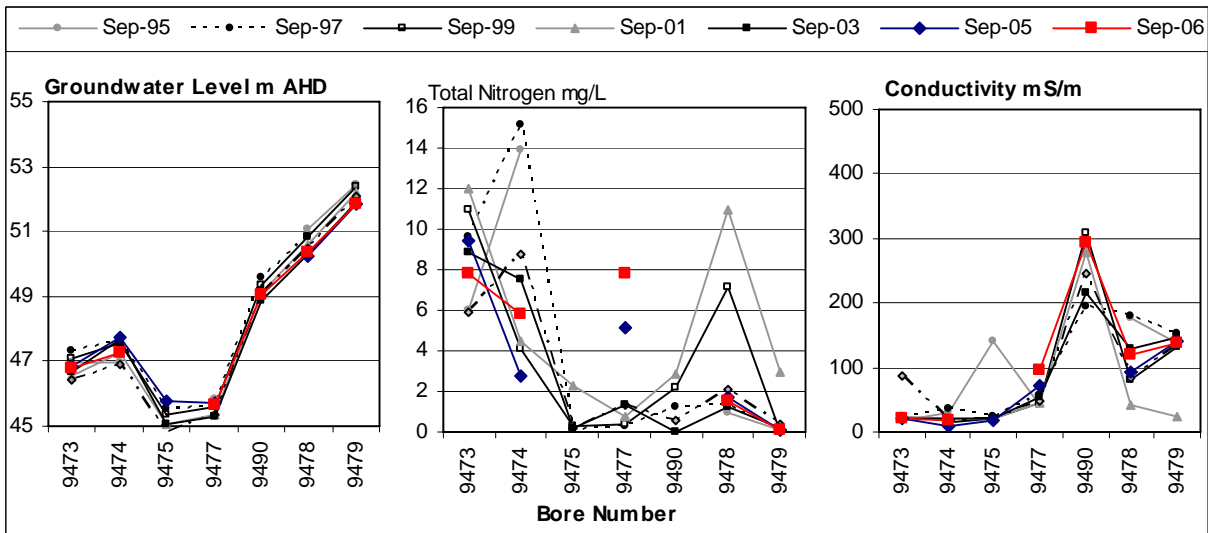 Sep-95 Sep-97 Sep-99 Sep-01 Sep-03 Sep-05 Sep-06
Groundwater Level m AHD
55
53
51
49
47
45
9473 9474 9475 9477 9490 9478 9479
Total Nitrogen mg/L
16
14
12
10
8
6
4
2
0
9473 9474 9475 9477 9490 9478 9479
Conductivity mS/m
500
400
300
200
100
0
9473 9474 9475 9477 9490 9478 9479
Bore Number